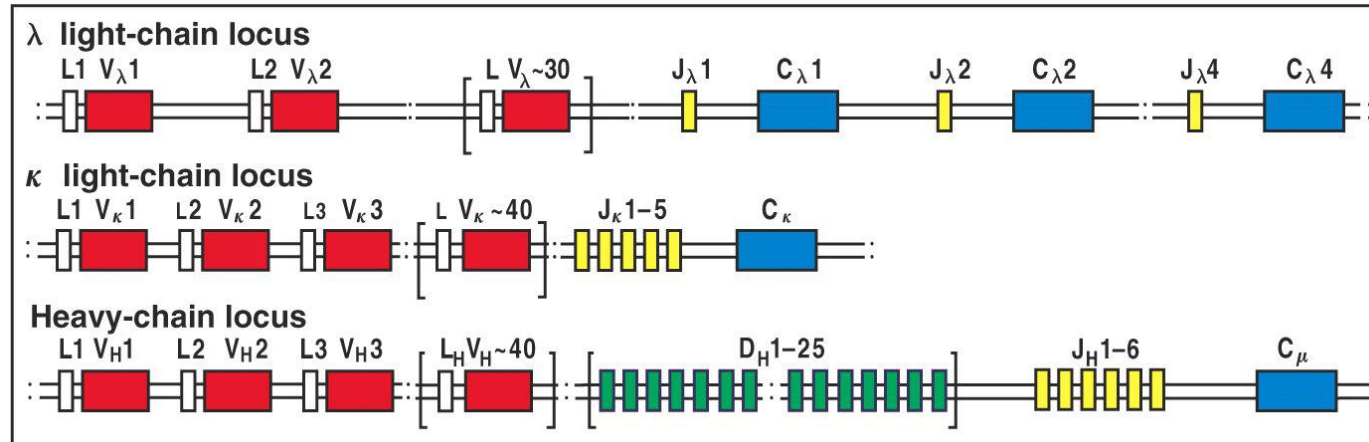 λ light-chain locus
L1 Vλ1 L2 Vλ2 L Vλ~30 Jλ1 Cλ1 Jλ2 Cλ2 Jλ4 Cλ4
κ light-chain locus
L1 Vκ1 L2 Vκ2 L3 Vκ3 L Vκ~40 Jκ1–5 Cκ
Heavy-chain locus
L1 VH1 L2 VH2 L3 VH3 LHVH~40 DH1–25 JH1–6 Cμ